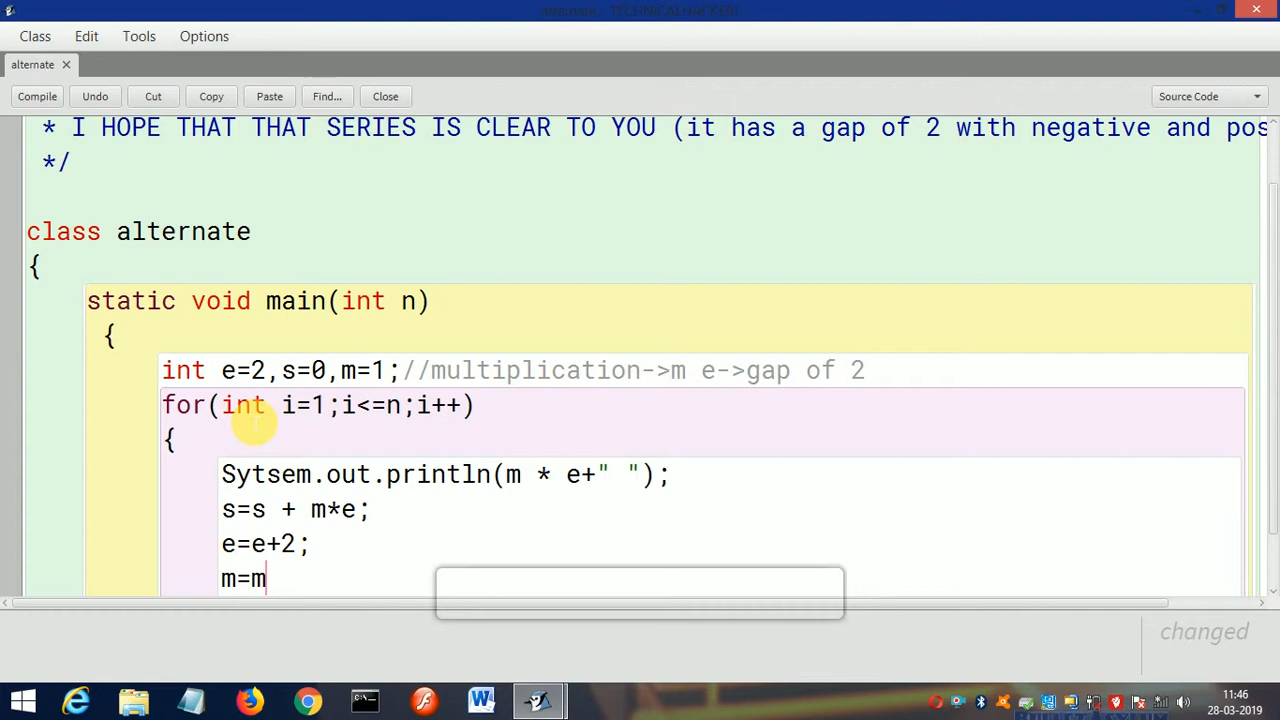 alternate - TECHNICALHACKER1
Class Edit Tools Options
alternate
Compile Undo Cut Copy Paste Find... Close Source Code
* I HOPE THAT THAT SERIES IS CLEAR TO YOU (it has a gap of 2 with negative and pos
*/
class alternate
{
static void main(int n)
{
int e=2,s=0,m=1;//multiplication->m e->gap of 2
for(int i=1;i<=n;i++)
{
Sytsem.out.println(m * e+" ");
s=s + m*e;
e=e+2;
m=m
changed
11:46
28-03-2019